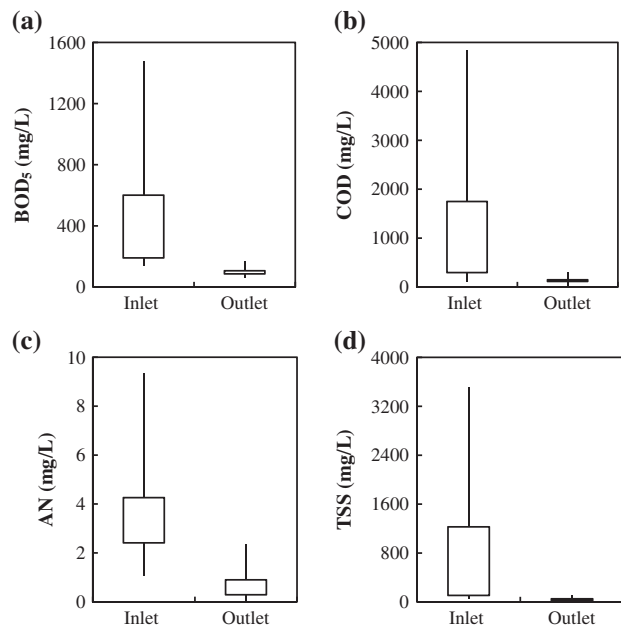 (a)
1600
1200
800
400
0
BOD₅ (mg/L)
Inlet Outlet
(b)
5000
4000
3000
2000
1000
0
COD (mg/L)
Inlet Outlet
(c)
10
8
6
4
2
0
AN (mg/L)
Inlet Outlet
(d)
4000
3200
2400
1600
800
0
TSS (mg/L)
Inlet Outlet